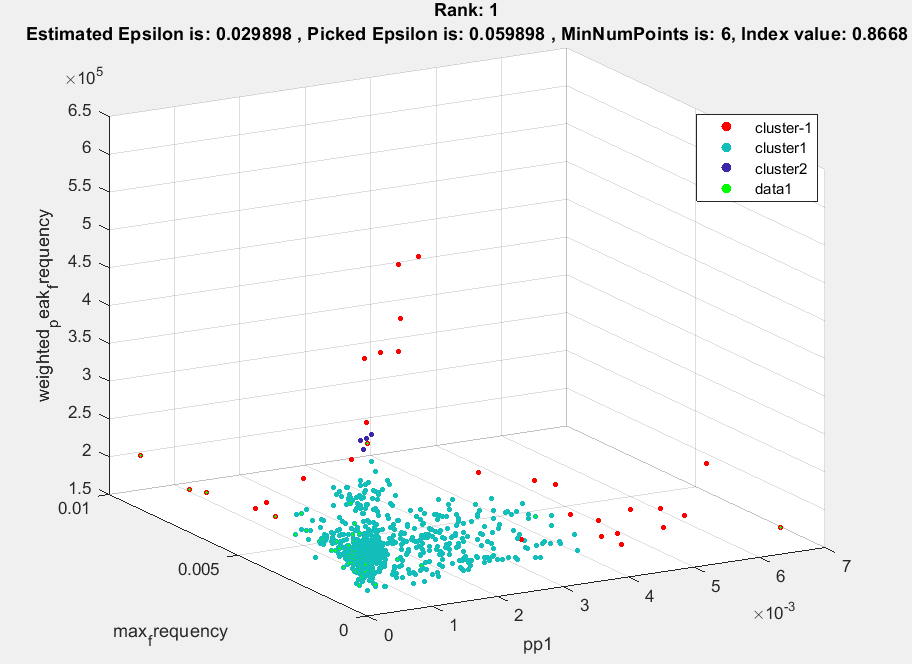 Rank: 1
Estimated Epsilon is: 0.029898 , Picked Epsilon is: 0.059898 , MinNumPoints is: 6, Index value: 0.8668
×10⁵
6.5
6
5.5
5
4.5
4
3.5
3
2.5
2
1.5
weighted_peak_frequency
cluster-1
cluster1
cluster2
data1
0.01
0.005
0
max_frequency
0
1
2
3
4
5
6
7
×10⁻³
pp1